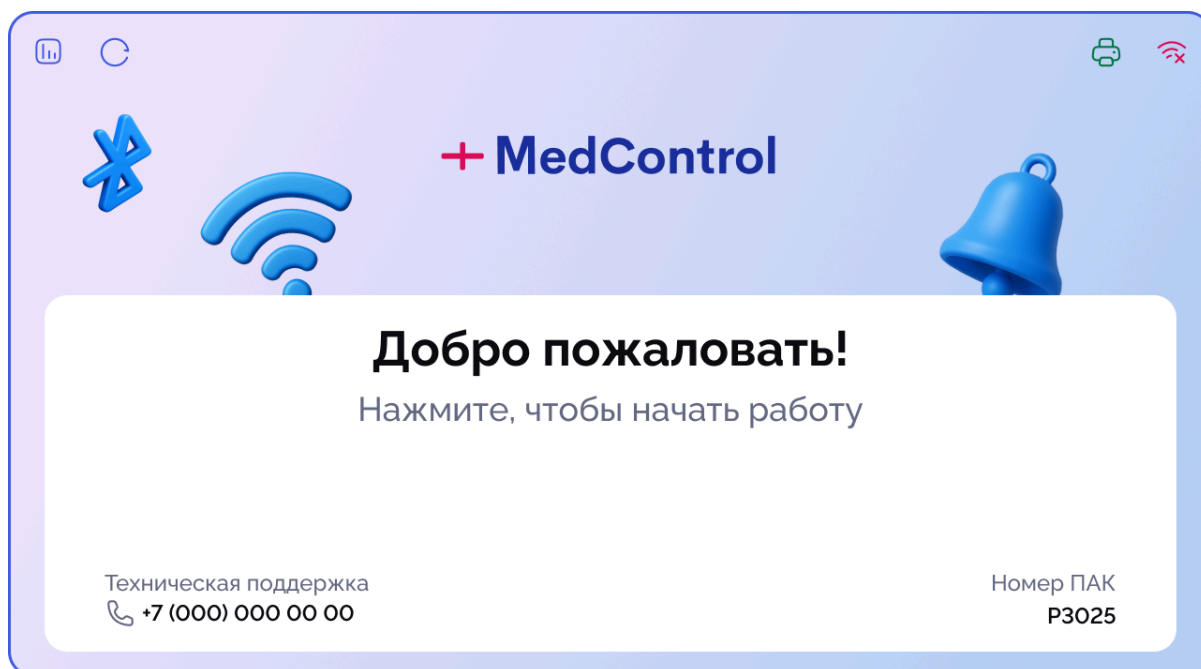 MedControl
Добро пожаловать!
Нажмите, чтобы начать работу
Техническая поддержка
+7 (000) 000 00 00
Номер ПАК
P3025